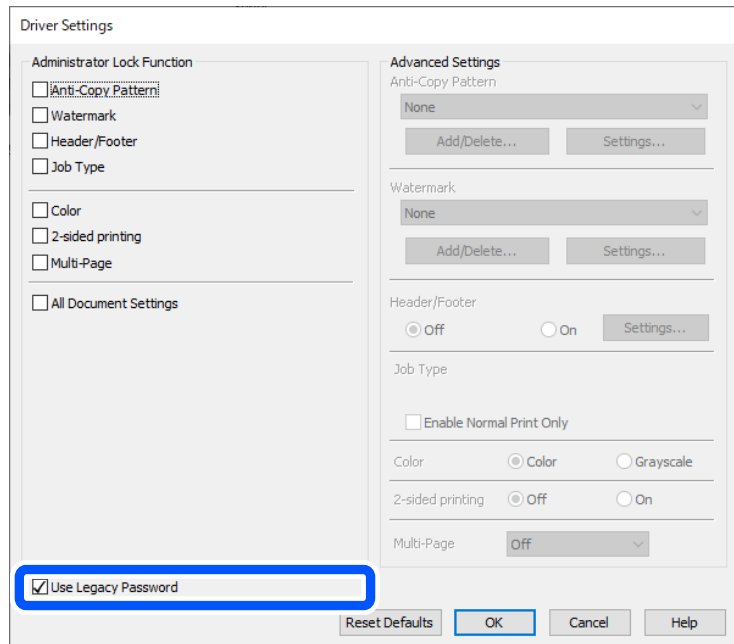 Driver Settings
Administrator Lock Function
Anti-Copy Pattern
Watermark
Header/Footer
Job Type
Color
2-sided printing
Multi-Page
All Document Settings
Use Legacy Password
Advanced Settings
Anti-Copy Pattern
None
Add/Delete... Settings...
Watermark
None
Add/Delete... Settings...
Header/Footer
Off On Settings...
Job Type
Enable Normal Print Only
Color Color Grayscale
2-sided printing Off On
Multi-Page Off
Reset Defaults OK Cancel Help